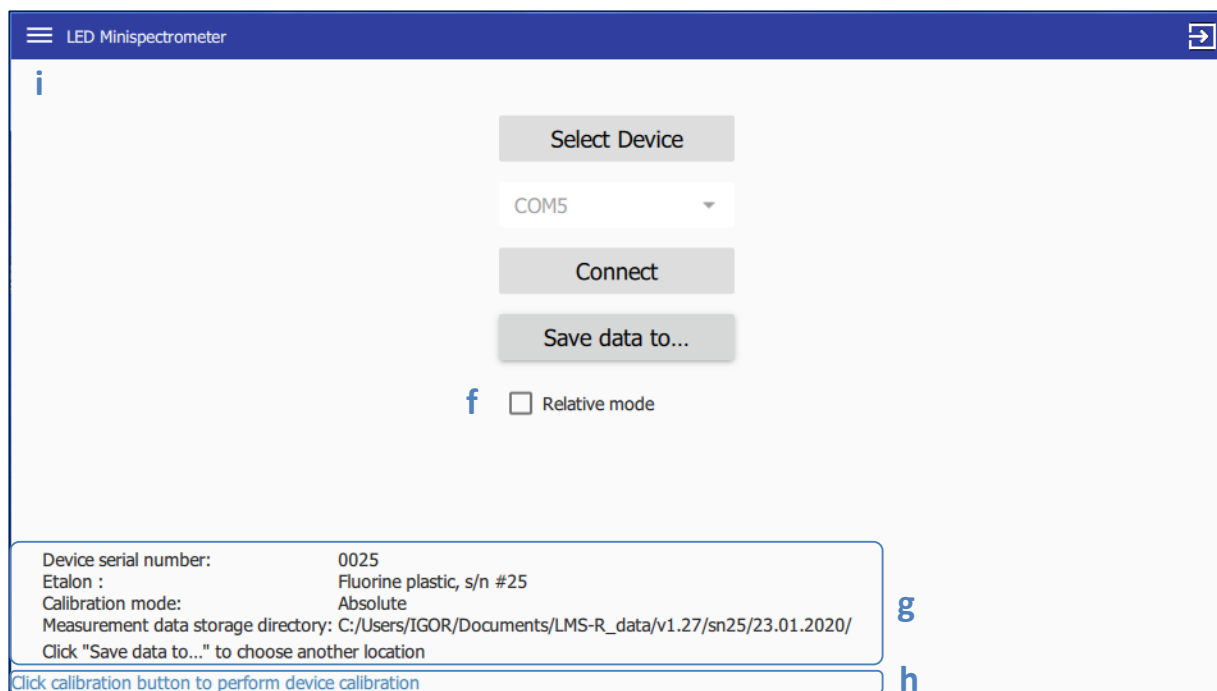 LED Minispectrometer
i
Select Device
COM5
Connect
Save data to...
f Relative mode
Device serial number: 0025
Etalon : Fluorine plastic, s/n #25
Calibration mode: Absolute
Measurement data storage directory: C:/Users/IGOR/Documents/LMS-R_data/v1.27/sn25/23.01.2020/
g
Click "Save data to..." to choose another location
Click calibration button to perform device calibration
h